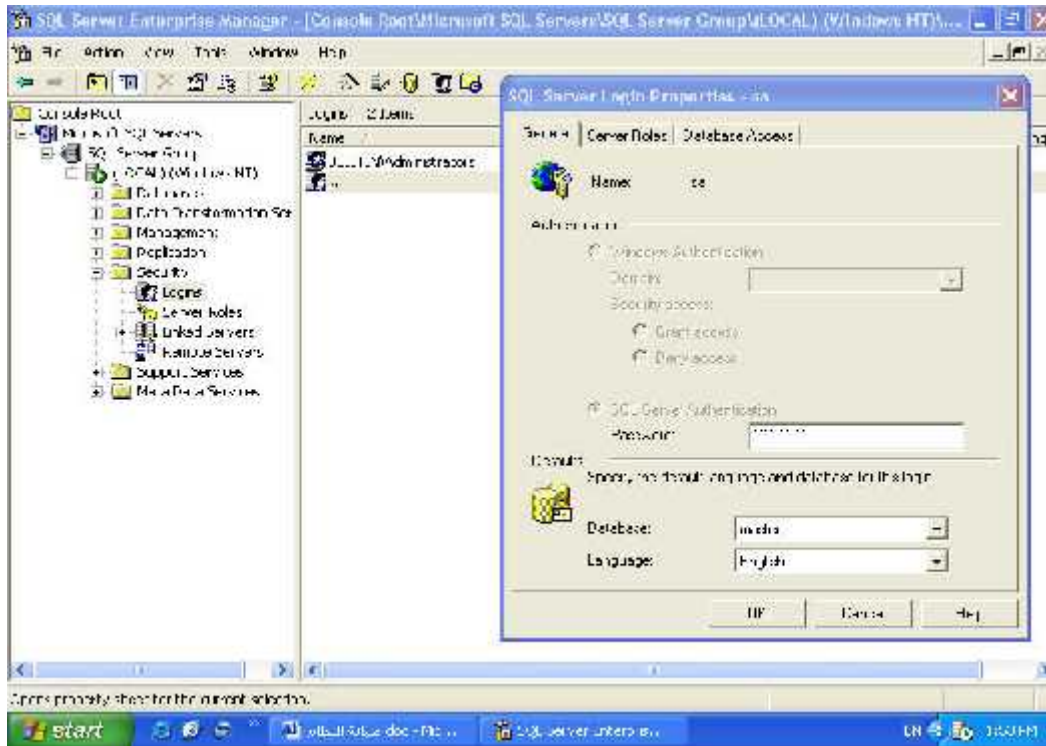 SQL Server Enterprise Manager - [Console Root\Microsoft SQL Servers\SQL Server Group\(LOCAL) (Windows NT)\...
File Action View Tools Window Help
Console Root
Microsoft SQL Servers
SQL Server Group
(LOCAL) (Windows NT)
Databases
Data Transformation Ser
Management
Replication
Security
Logins
Server Roles
Linked Servers
Remote Servers
Support Services
Meta Data Services
Logins 2 Items
Name
BUILTIN\Administrators
sa
SQL Server Login Properties - sa
General Server Roles Database Access
Name: sa
Authentication
Windows Authentication
Domain:
Security access:
Grant access
Deny access
SQL Server Authentication
Password:
Defaults
Specify the default language and database for this login.
Database: master
Language: English
OK Cancel Help
Opens property sheet for the current selection.
start
.doc - Mic...
SQL Server Enterpris...
EN